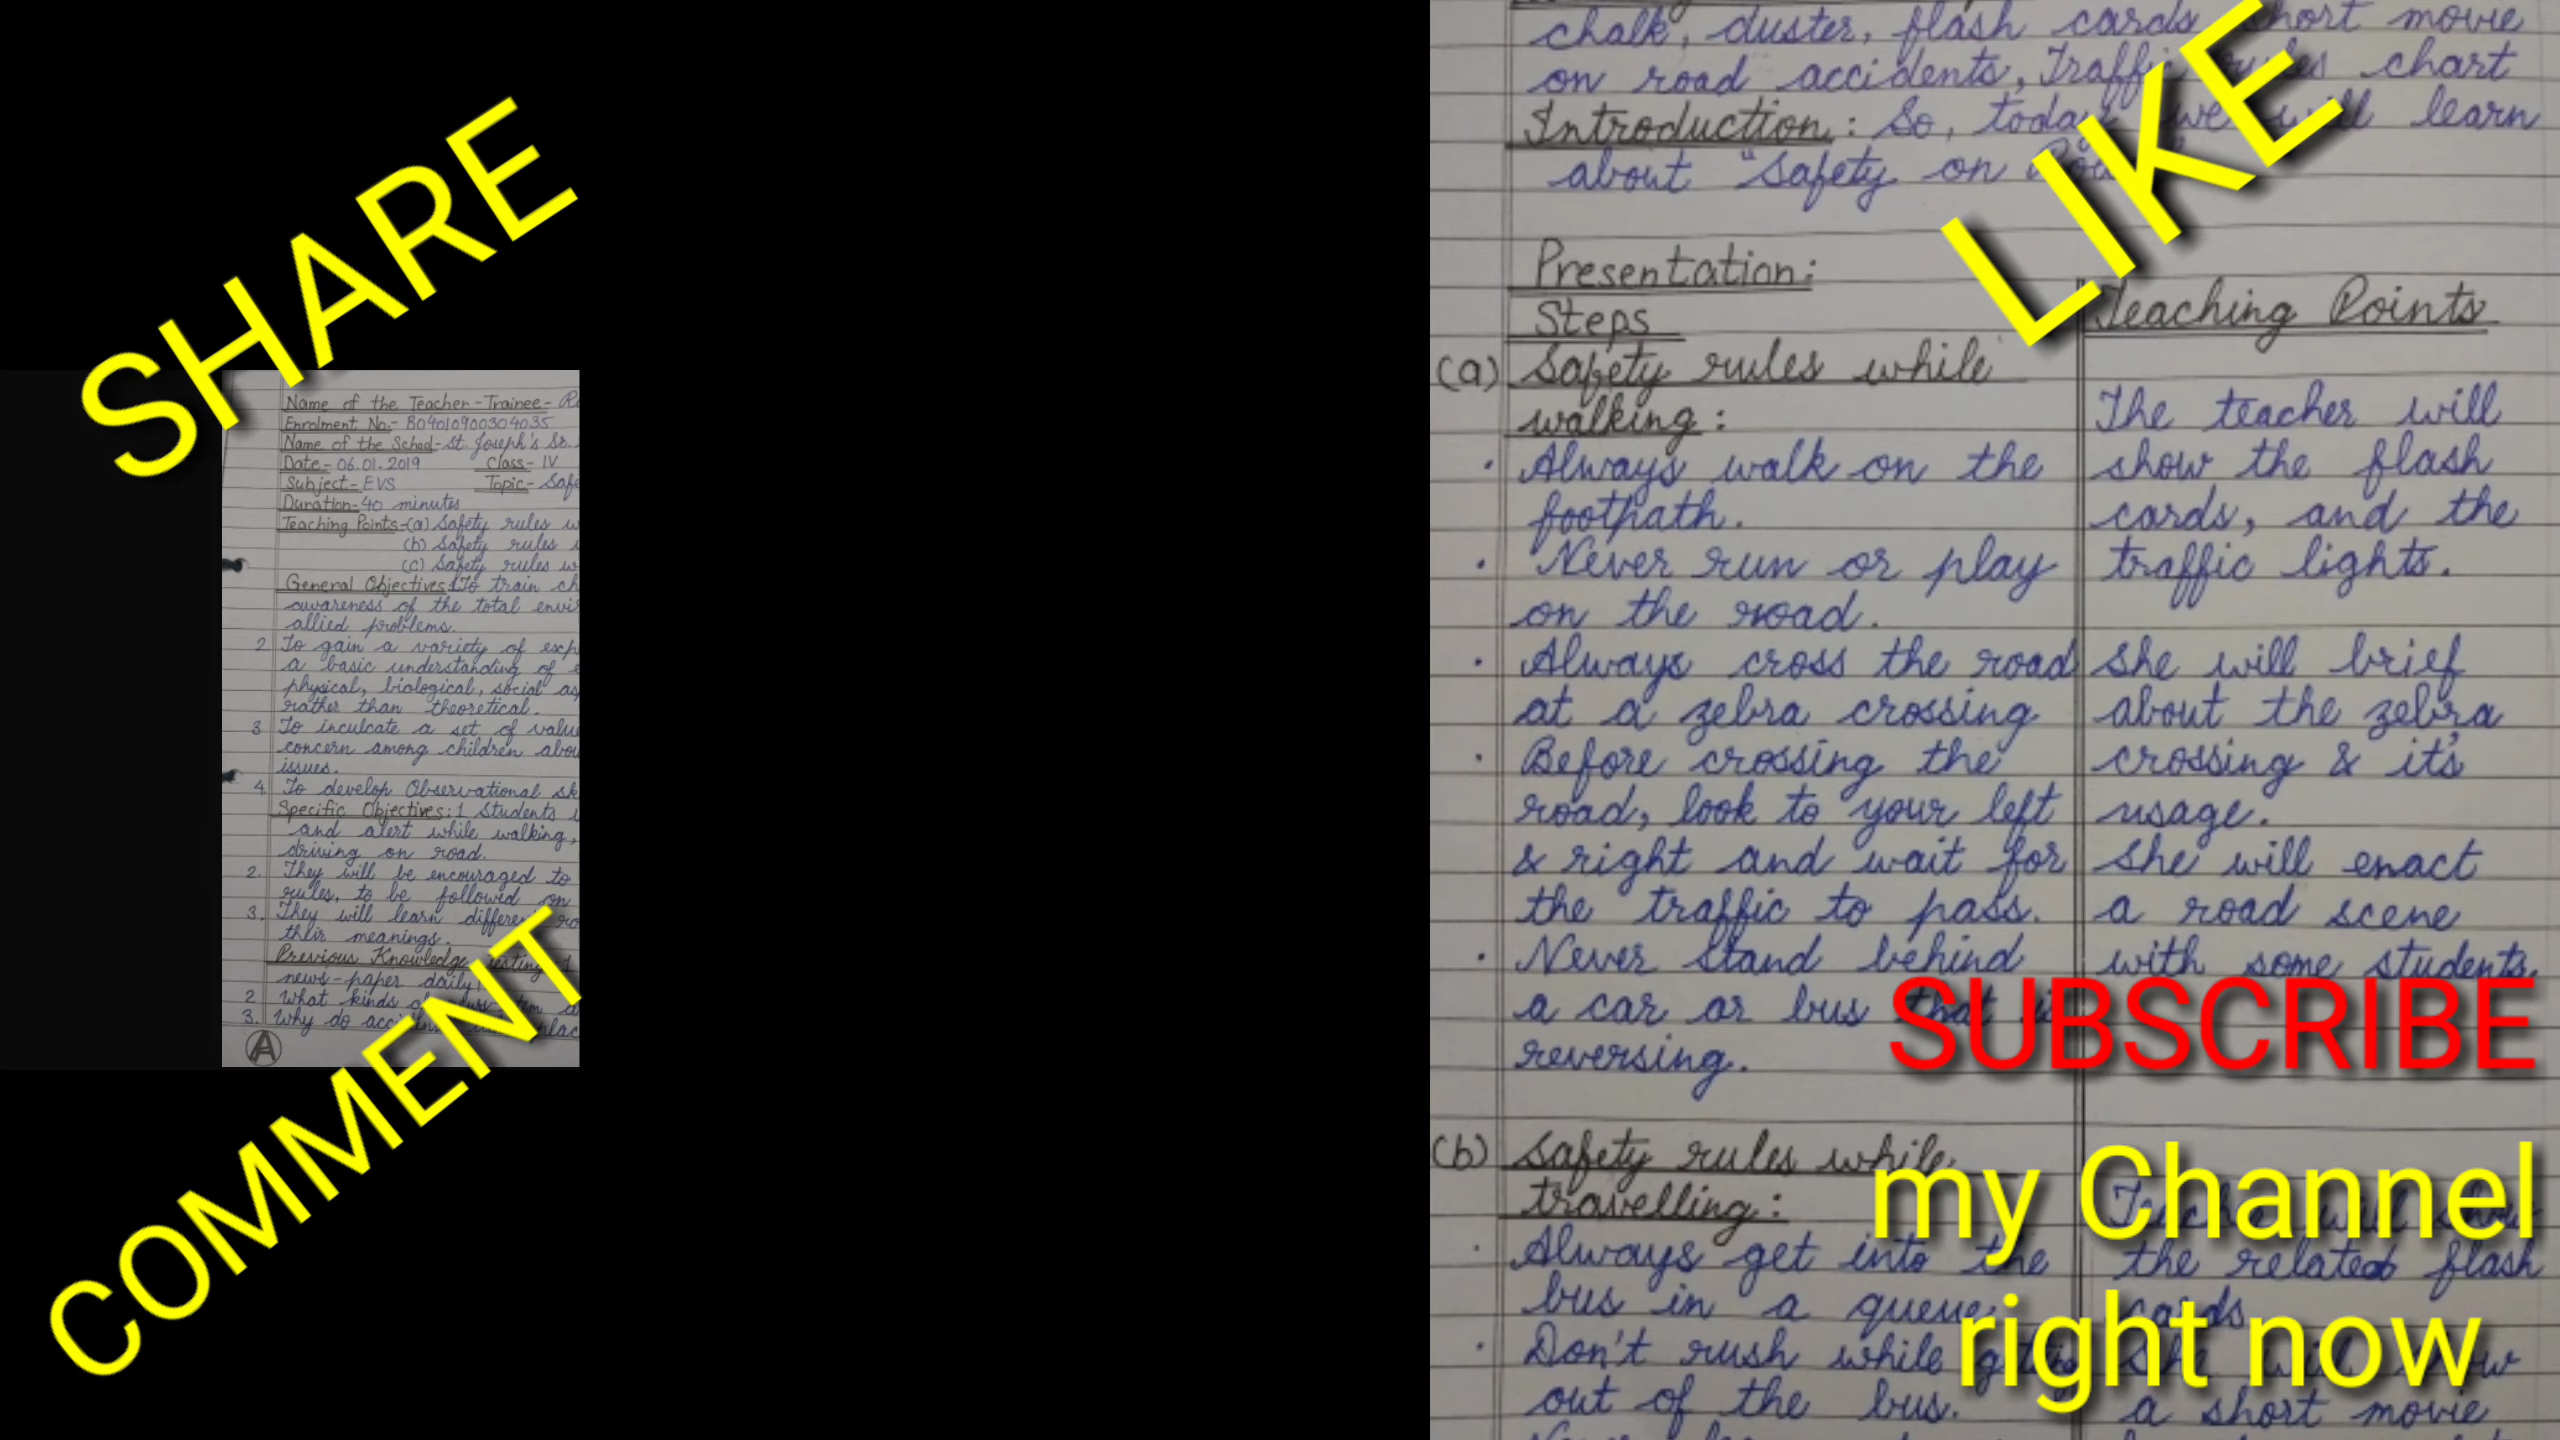 SHARE
Name of the Teacher-Trainee-
Enrolment No.- B04010900304035
Name of the School- St. Joseph's Sr.
Date- 06.01.2019 Class- IV
Subject- EVS Topic-
Duration- 40 minutes
Teaching Points- (a) Safety rules
(b) Safety rules
(c) Safety rules
General Objectives: To train
awareness of the total
allied problems.
2 To gain a variety of
a basic understanding of
physical, biological, social
rather than theoretical.
3 To inculcate a set of
concern among children
issues.
4. To develop Observational
Specific Objectives: 1 Students
and alert while walking,
driving on road.
2. They will be encouraged to
rules, to be followed on
3. They will learn
their meanings.
Previous Knowledge
news-paper daily
2 What kinds
3. Why do
A
COMMENT
chalk, duster, flash cards short movie
on road accidents, Traffic rules chart
Introduction: So, today we will learn
about "Safety on
LIKE
Presentation:
Steps
(a) Safety rules while
walking:
· Always walk on the
footpath.
· Never run or play
on the road.
· Always cross the road
at a zebra crossing
· Before crossing the
road, look to your left
& right and wait for
the traffic to pass.
· Never stand behind
a car or bus that
reversing.
(b) Safety rules while
travelling:
· Always get into the
bus in a queue
· Don't rush while
out of the bus.
Teaching Points
The teacher will
show the flash
cards, and the
traffic lights.
She will brief
about the zebra
crossing & it's
usage.
She will enact
a road scene
with some students.
the related flash
cards
a short movie
SUBSCRIBE
my Channel
right now